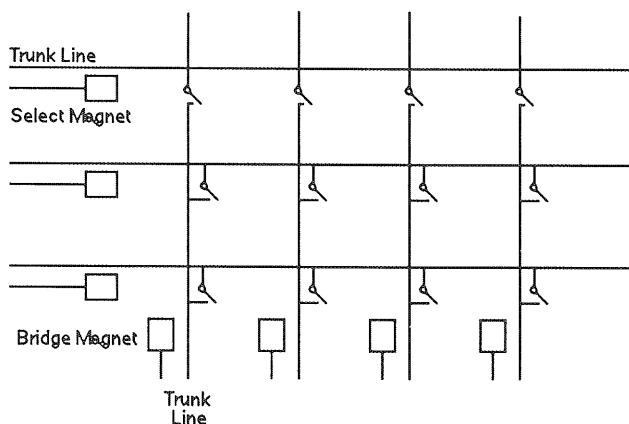 Trunk Line
Select Magnet
Bridge Magnet
Trunk
Line